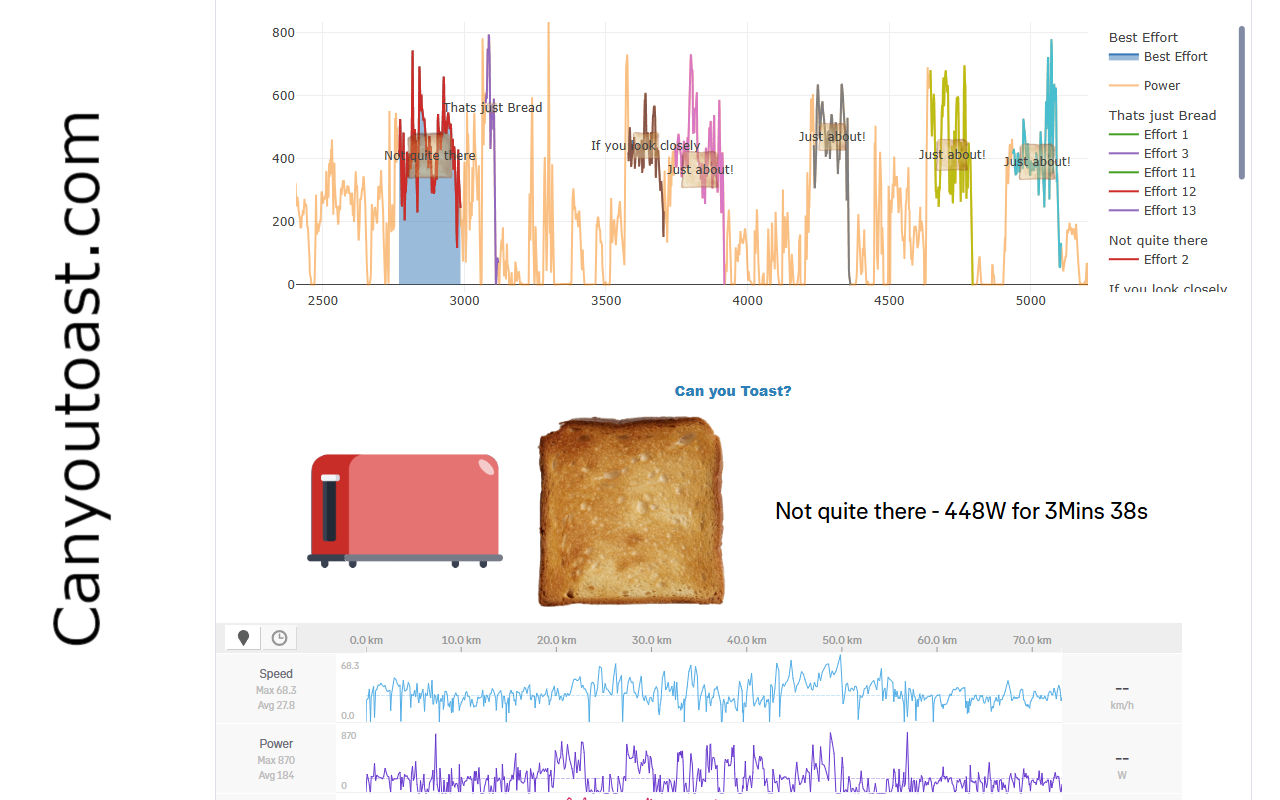 Canyoutoast.com
800
600
400
200
0
2500
3000
3500
4000
4500
5000
Thats just Bread
Not quite there
If you look closely
Just about!
Just about!
Just about!
Just about!
Best Effort
Best Effort
Power
Thats just Bread
Effort 1
Effort 3
Effort 11
Effort 12
Effort 13
Not quite there
Effort 2
If you look closely
Can you Toast?
Not quite there - 448W for 3Mins 38s
0.0 km 10.0 km 20.0 km 30.0 km 40.0 km 50.0 km 60.0 km 70.0 km
Speed
Max 68.3
Avg 27.8
68.3
0.0
--
km/h
Power
Max 870
Avg 184
870
0
--
W